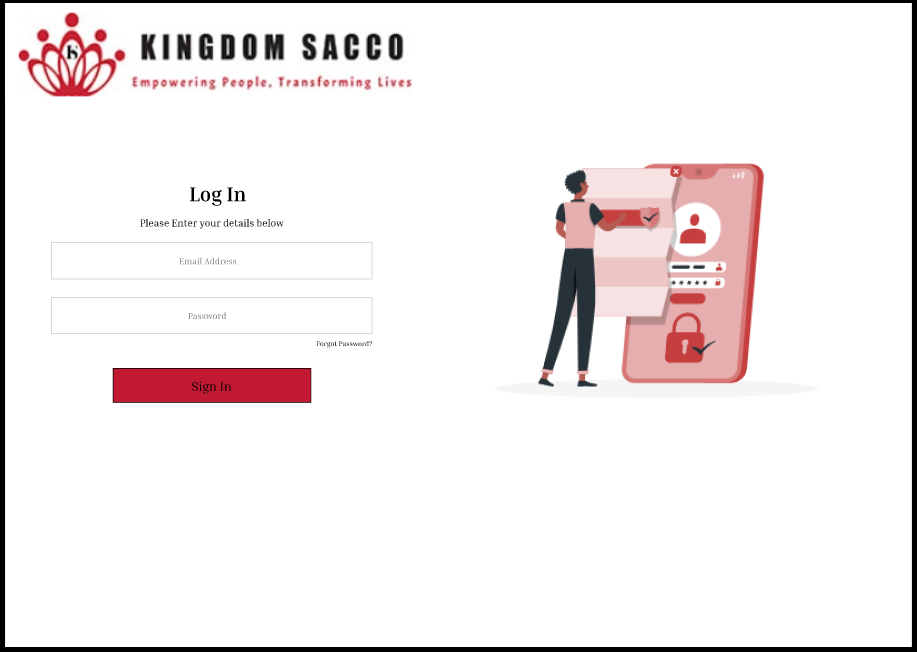 KINGDOM SACCO
Empowering People, Transforming Lives
Log In
Please Enter your details below
Email Address
Password
Forgot Password?
Sign In